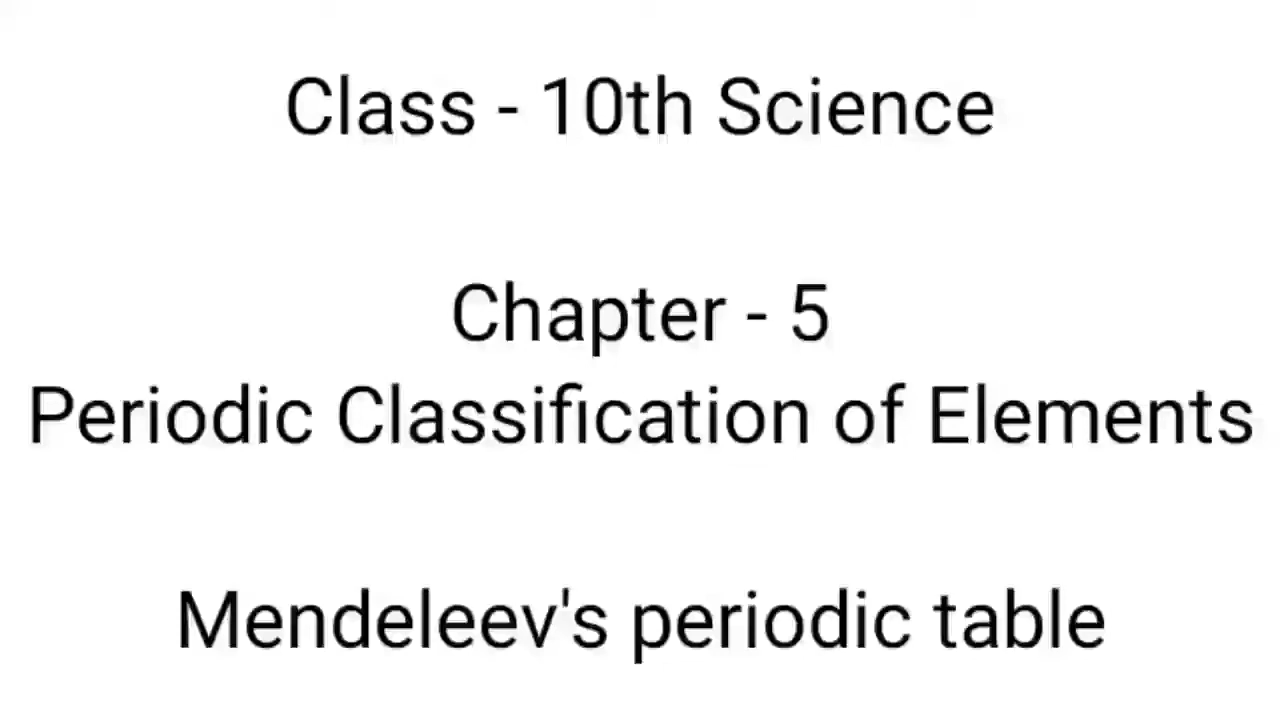 Class - 10th Science
Chapter - 5
Periodic Classification of Elements
Mendeleev's periodic table